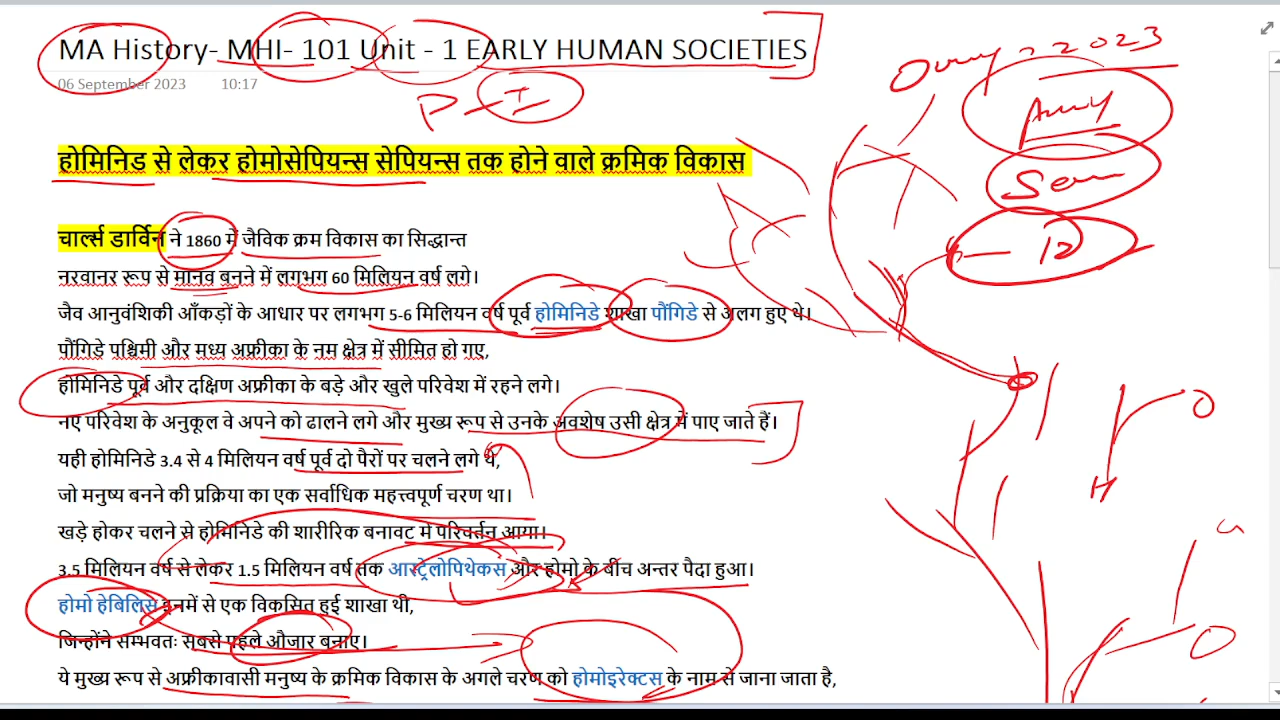 MA History- MHI- 101 Unit - 1 EARLY HUMAN SOCIETIES
06 September 2023 10:17
P-I
2023
12
होमिनिड से लेकर होमोसेपियन्स सेपियन्स तक होने वाले क्रमिक विकास
चार्ल्स डार्विन ने 1860 में जैविक क्रम विकास का सिद्धान्त
नरवानर रूप से मानव बनने में लगभग 60 मिलियन वर्ष लगे।
जैव आनुवंशिकी आँकड़ों के आधार पर लगभग 5-6 मिलियन वर्ष पूर्व होमिनिडे शाखा पौंगिडे से अलग हुए थे।
पौंगिडे पश्चिमी और मध्य अफ्रीका के नम क्षेत्र में सीमित हो गए,
होमिनिडे पूर्व और दक्षिण अफ्रीका के बड़े और खुले परिवेश में रहने लगे।
नए परिवेश के अनुकूल वे अपने को ढालने लगे और मुख्य रूप से उनके अवशेष उसी क्षेत्र में पाए जाते हैं।
यही होमिनिडे 3.4 से 4 मिलियन वर्ष पूर्व दो पैरों पर चलने लगे थे,
जो मनुष्य बनने की प्रक्रिया का एक सर्वाधिक महत्त्वपूर्ण चरण था।
खड़े होकर चलने से होमिनिडे की शारीरिक बनावट में परिवर्तन आया।
3.5 मिलियन वर्ष से लेकर 1.5 मिलियन वर्ष तक आस्ट्रेलोपिथेकस और होमो के बीच अन्तर पैदा हुआ।
होमो हेबिलिस इनमें से एक विकसित हुई शाखा थी,
जिन्होंने सम्भवतः सबसे पहले औजार बनाए।
ये मुख्य रूप से अफ्रीकावासी मनुष्य के क्रमिक विकास के अगले चरण को होमोइरेक्टस के नाम से जाना जाता है,